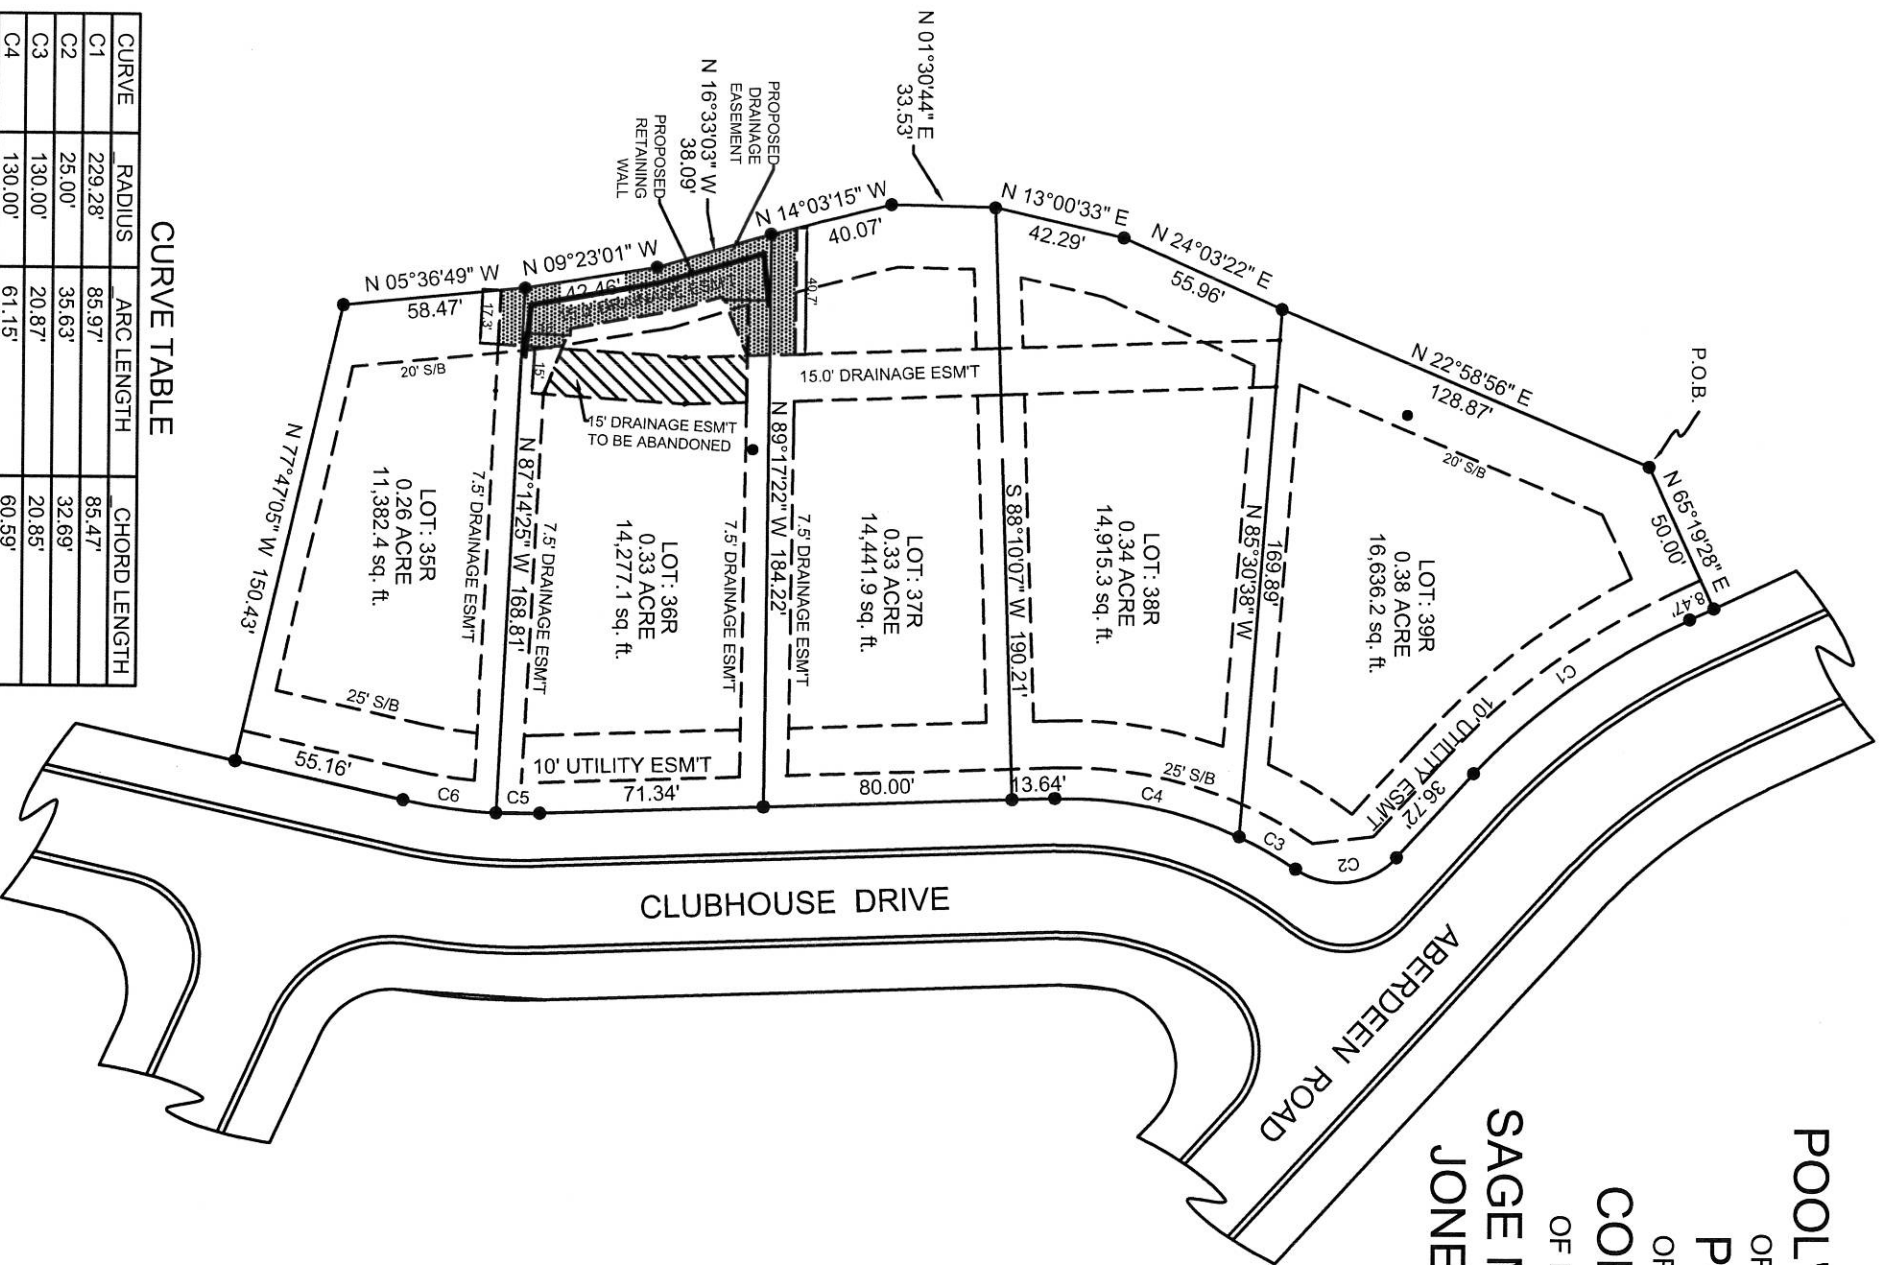 N 01°30'44" E
33.53'
PROPOSED
DRAINAGE
EASEMENT
N 16°33'03" W
38.09'
PROPOSED
RETAINING
WALL
N 05°36'49" W
58.47'
N 09°23'01" W
42.46'
N 14°03'15" W
40.07'
N 13°00'33" E
42.29'
N 24°03'22" E
55.96'
N 22°58'56" E
128.87'
P.O.B.
N 65°19'28" E
50.00'
8.47'
17.3'
40.7'
15'
20' S/B
20' S/B
15.0' DRAINAGE ESM'T
15' DRAINAGE ESM'T
TO BE ABANDONED
N 77°47'05" W 150.43'
LOT: 35R
0.26 ACRE
11,382.4 sq. ft.
7.5' DRAINAGE ESM'T
N 87°14'25" W 168.81'
7.5' DRAINAGE ESM'T
LOT: 36R
0.33 ACRE
14,277.1 sq. ft.
7.5' DRAINAGE ESM'T
N 89°17'22" W 184.22'
7.5' DRAINAGE ESM'T
LOT: 37R
0.33 ACRE
14,441.9 sq. ft.
S 88°10'07" W 190.21'
LOT: 38R
0.34 ACRE
14,915.3 sq. ft.
N 85°30'38" W
169.89'
LOT: 39R
0.38 ACRE
16,636.2 sq. ft.
25' S/B
25' S/B
10' UTILITY ESM'T
10' UTILITY ESM'T
55.16'
C6
C5
71.34'
80.00'
13.64'
C4
C3
C2
36.72'
C1
CLUBHOUSE DRIVE
ABERDEEN ROAD
CURVE TABLE
CURVE RADIUS ARC LENGTH CHORD LENGTH
C1 229.28' 85.97' 85.47'
C2 25.00' 35.63' 32.69'
C3 130.00' 20.87' 20.85'
C4 130.00' 61.15' 60.59'
POOL'
OF
P
OF
COL
OF
SAGE
JONE